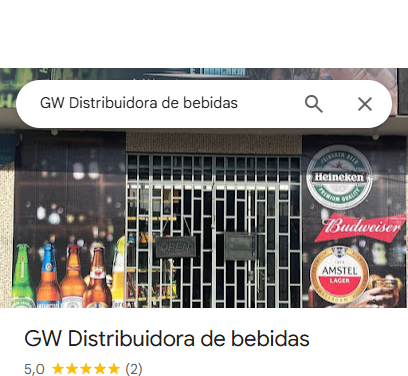 GW Distribuidora de bebidas
Heineken
PREMIUM QUALITY
Budweiser
AMSTEL
LAGER
OPEN
GW Distribuidora de bebidas
5,0 ★★★★★ (2)